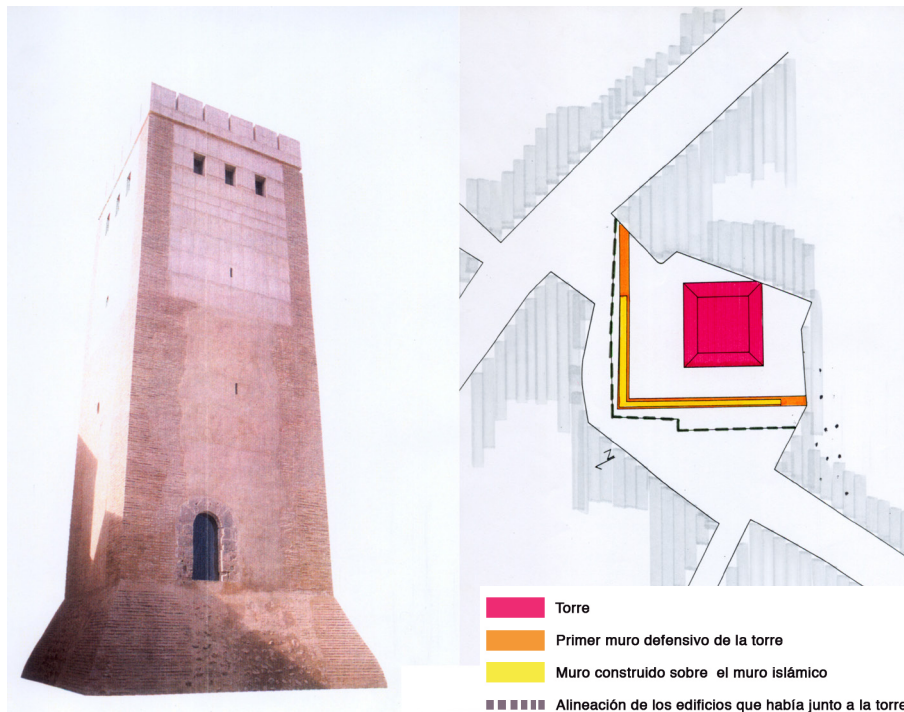 N
Torre
Primer muro defensivo de la torre
Muro construido sobre el muro islámico
Alineación de los edificios que había junto a la torre